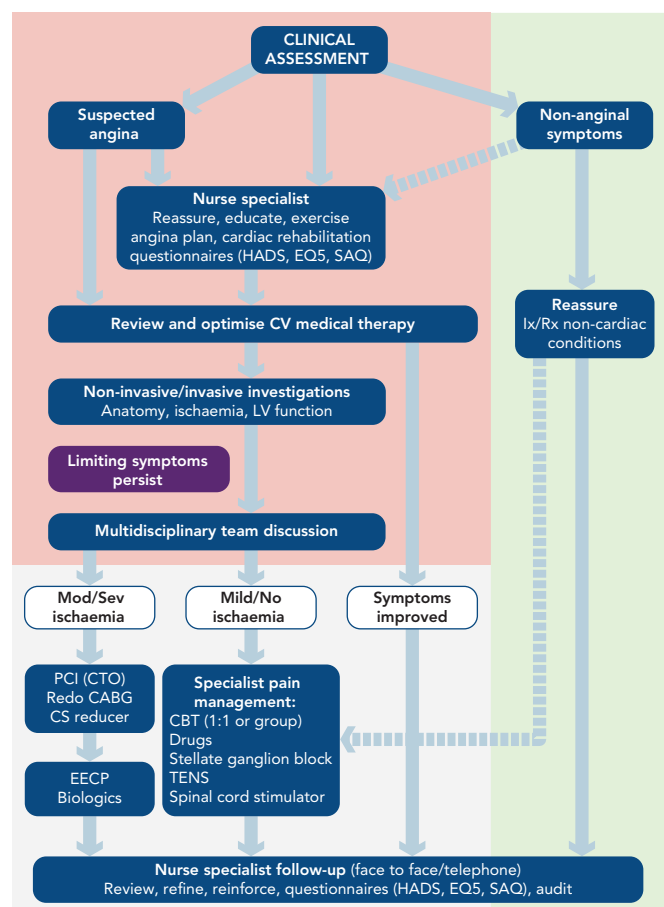 CLINICAL
ASSESSMENT
Suspected
angina
Non-anginal
symptoms
Nurse specialist
Reassure, educate, exercise
angina plan, cardiac rehabilitation
questionnaires (HADS, EQ5, SAQ)
Reassure
Ix/Rx non-cardiac
conditions
Review and optimise CV medical therapy
Non-invasive/invasive investigations
Anatomy, ischaemia, LV function
Limiting symptoms
persist
Multidisciplinary team discussion
Mod/Sev
ischaemia
Mild/No
ischaemia
Symptoms
improved
PCI (CTO)
Redo CABG
CS reducer
Specialist pain
management:
CBT (1:1 or group)
Drugs
Stellate ganglion block
TENS
Spinal cord stimulator
EECP
Biologics
Nurse specialist follow-up (face to face/telephone)
Review, refine, reinforce, questionnaires (HADS, EQ5, SAQ), audit